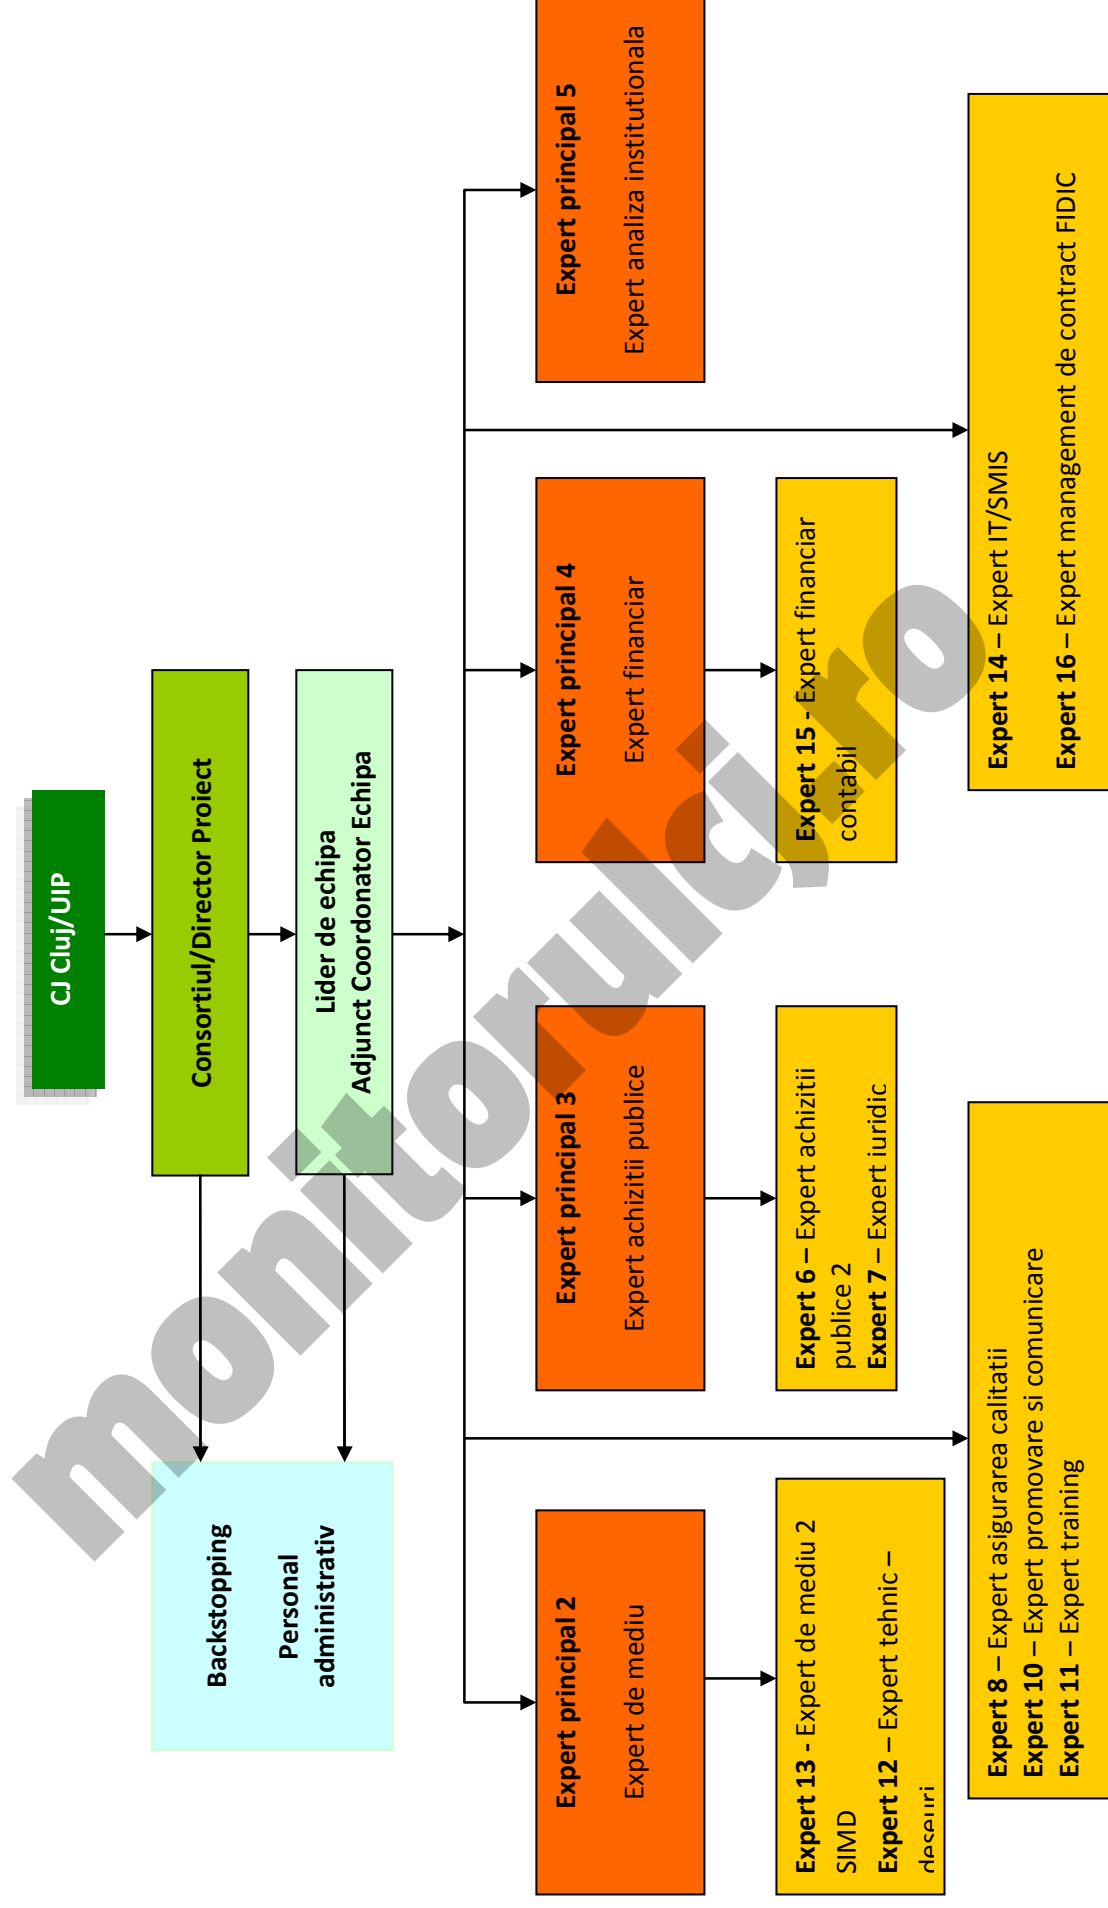 CJ Cluj/UIP
Consortiul/Director Proiect
Lider de echipa
Adjunct Coordonator Echipa
Backstopping
Personal
administrativ
Expert principal 2
Expert de mediu
Expert principal 3
Expert achizitii publice
Expert principal 4
Expert financiar
Expert principal 5
Expert analiza institutionala
Expert 13 - Expert de mediu 2
SIMD
Expert 12 – Expert tehnic –
deseuri
Expert 6 – Expert achizitii
publice 2
Expert 7 – Expert juridic
Expert 15 - Expert financiar
contabil
Expert 8 – Expert asigurarea calitatii
Expert 10 – Expert promovare si comunicare
Expert 11 – Expert training
Expert 14 – Expert IT/SMIS
Expert 16 – Expert management de contract FIDIC
monitorulcj.ro